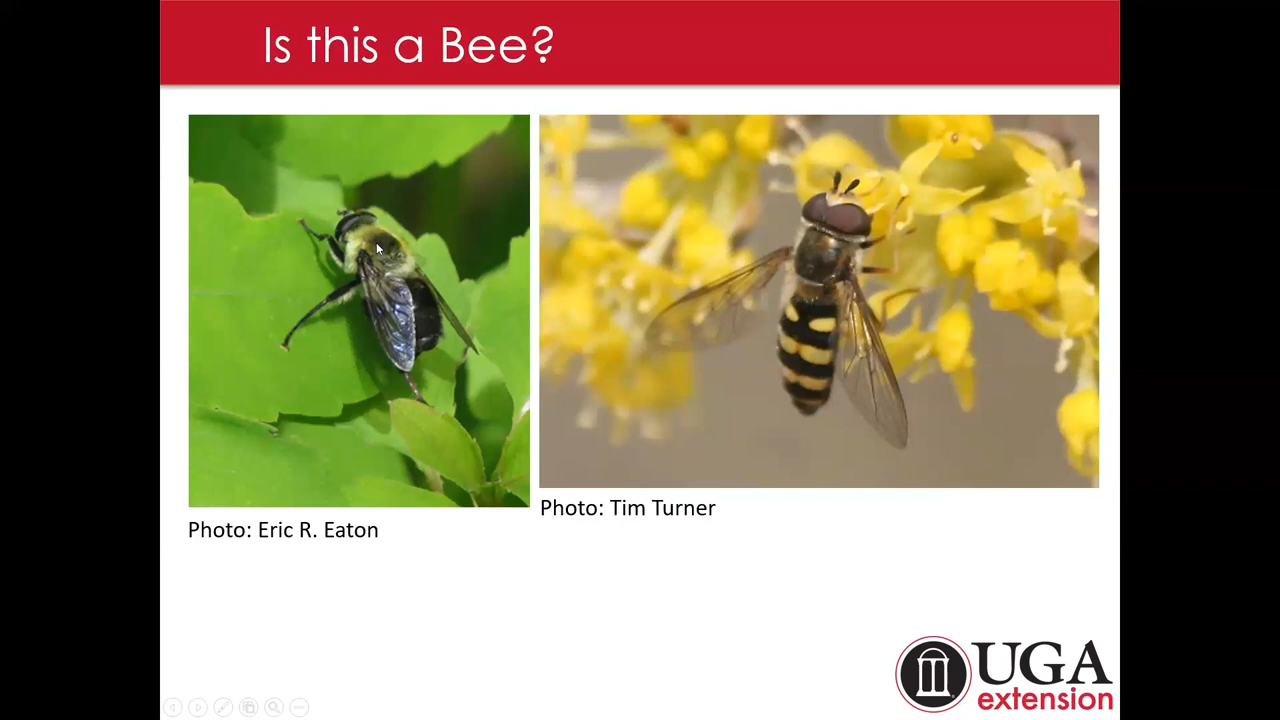 Is this a Bee?
Photo: Tim Turner
Photo: Eric R. Eaton
UGA
extension